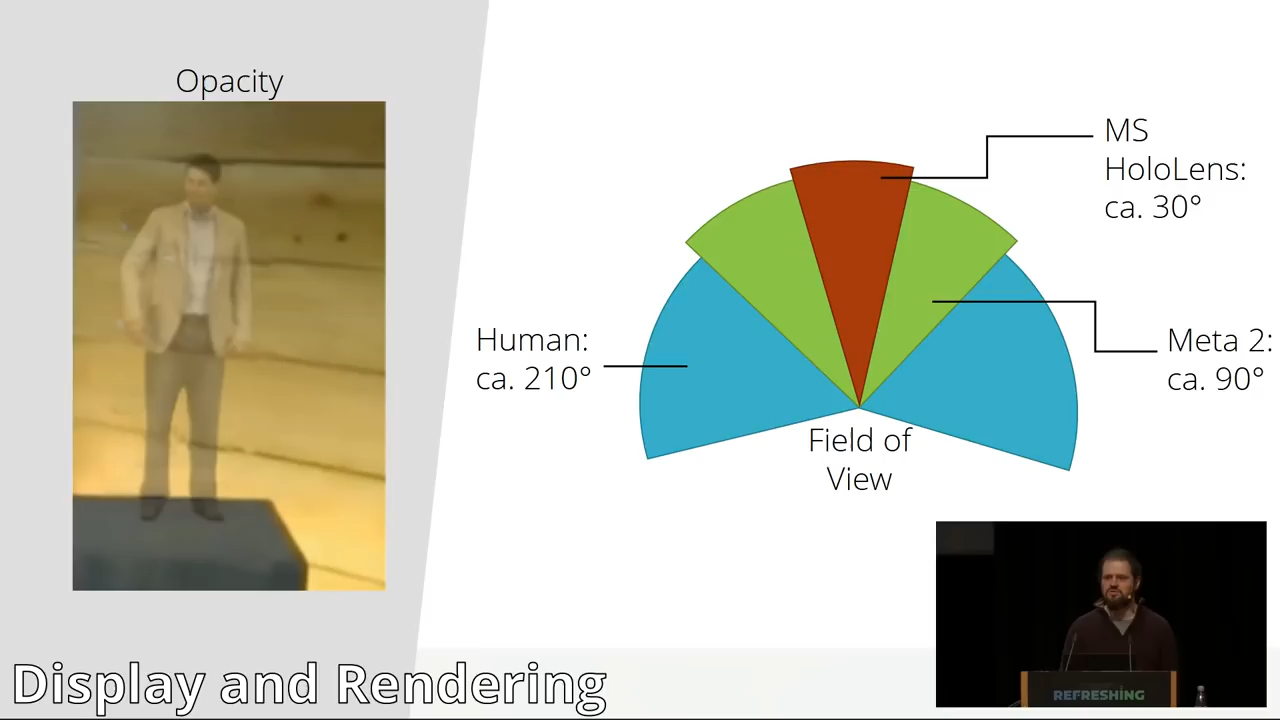 Opacity
MS
HoloLens:
ca. 30°
Human:
ca. 210°
Meta 2:
ca. 90°
Field of
View
Display and Rendering
REFRESHING